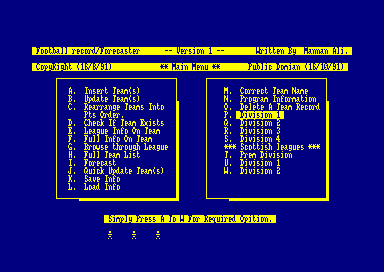 Football record/Forecaster -- Version 1 -- Written By Mannan Ali.
Copyright (16/8/91) ** Main Menu ** Public Domian (16/10/91)
A. Insert Team(s)
B. Update Team(s)
C. Rearrange Teams Into
Pts Order.
D. Check If Team Exists
E. League Info On Team
F. Full Info On Team
G. Browse through League
H. Full Team List
I. Forecast
J. Quick Update Team(s)
K. Save Info
L. Load Info
M. Correct Team Name
N. Program Information
O. Delete A Team Record
P. Division 1
Q. Division 2
R. Division 3
S. Division 4
*** Scottish leagues ***
T. Prem Division
U. Division 1
W. Division 2
Simply Press A To W For Required Opition.